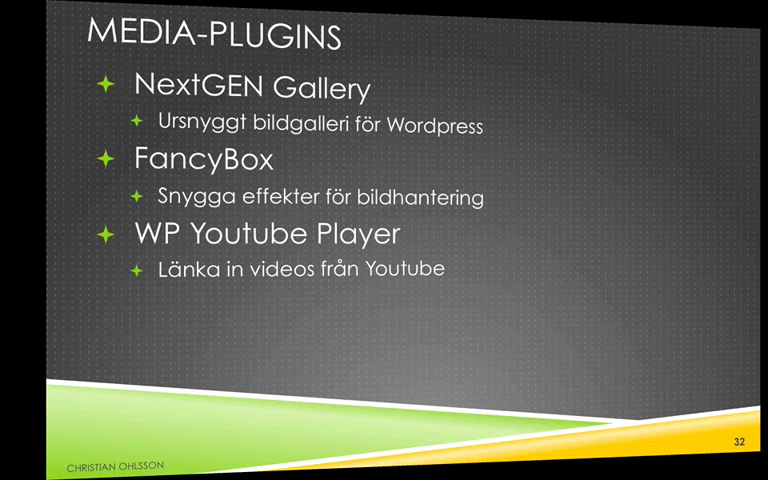 MEDIA-PLUGINS
NextGEN Gallery
Ursnyggt bildgalleri för Wordpress
FancyBox
Snygga effekter för bildhantering
WP Youtube Player
Länka in videos från Youtube
CHRISTIAN OHLSSON
32